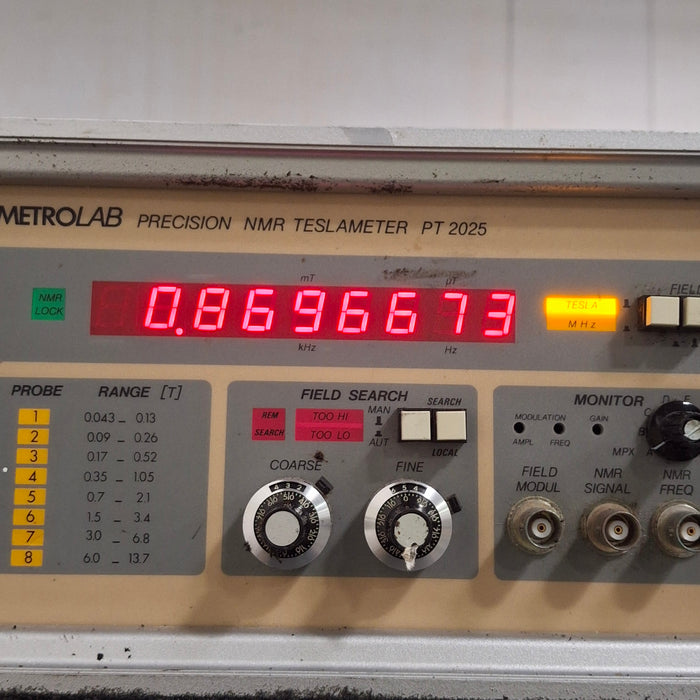 METROLAB PRECISION NMR TESLAMETER PT 2025
mT µT
FIELD
NMR LOCK
0.8696673
TESLA
MHz
kHz Hz
PROBE RANGE [T]
1 0.043 - 0.13
2 0.09 - 0.26
3 0.17 - 0.52
4 0.35 - 1.05
5 0.7 - 2.1
6 1.5 - 3.4
7 3.0 - 6.8
8 6.0 - 13.7
FIELD SEARCH
REM SEARCH
TOO HI
TOO LO
MAN
AUT
SEARCH
LOCAL
COARSE
FINE
MONITOR
MODULATION
AMPL FREQ
GAIN
MPX
A
B
C
D
E
FIELD MODUL
NMR SIGNAL
NMR FREQ